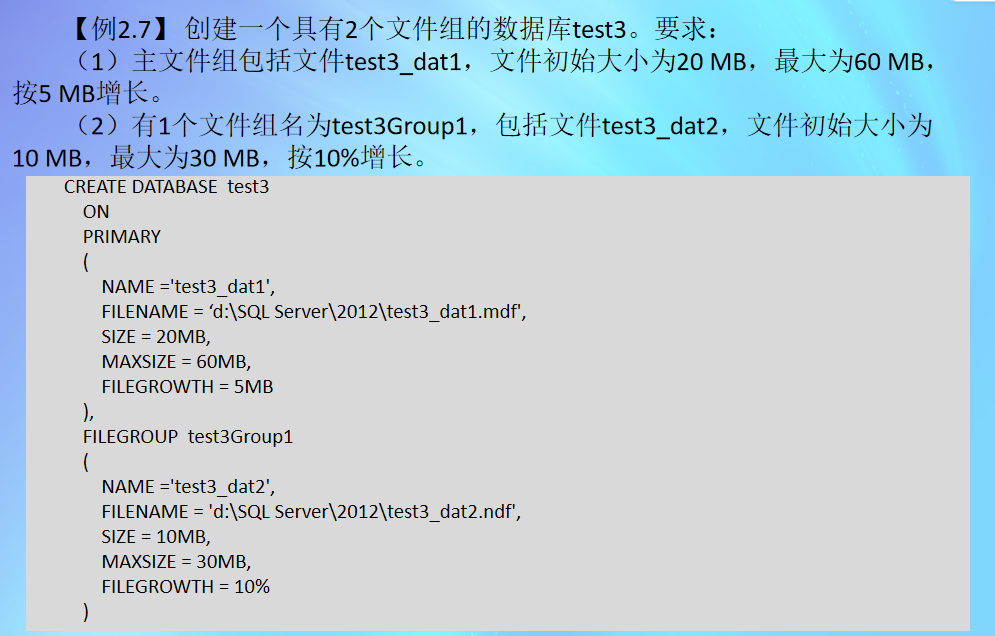 【例2.7】 创建一个具有2个文件组的数据库test3。要求：
（1）主文件组包括文件test3_dat1，文件初始大小为20 MB，最大为60 MB，
按5 MB增长。
（2）有1个文件组名为test3Group1，包括文件test3_dat2，文件初始大小为
10 MB，最大为30 MB，按10%增长。
CREATE DATABASE test3
ON
PRIMARY
(
NAME ='test3_dat1',
FILENAME = ‘d:\SQL Server\2012\test3_dat1.mdf',
SIZE = 20MB,
MAXSIZE = 60MB,
FILEGROWTH = 5MB
),
FILEGROUP test3Group1
(
NAME ='test3_dat2',
FILENAME = 'd:\SQL Server\2012\test3_dat2.ndf',
SIZE = 10MB,
MAXSIZE = 30MB,
FILEGROWTH = 10%
)